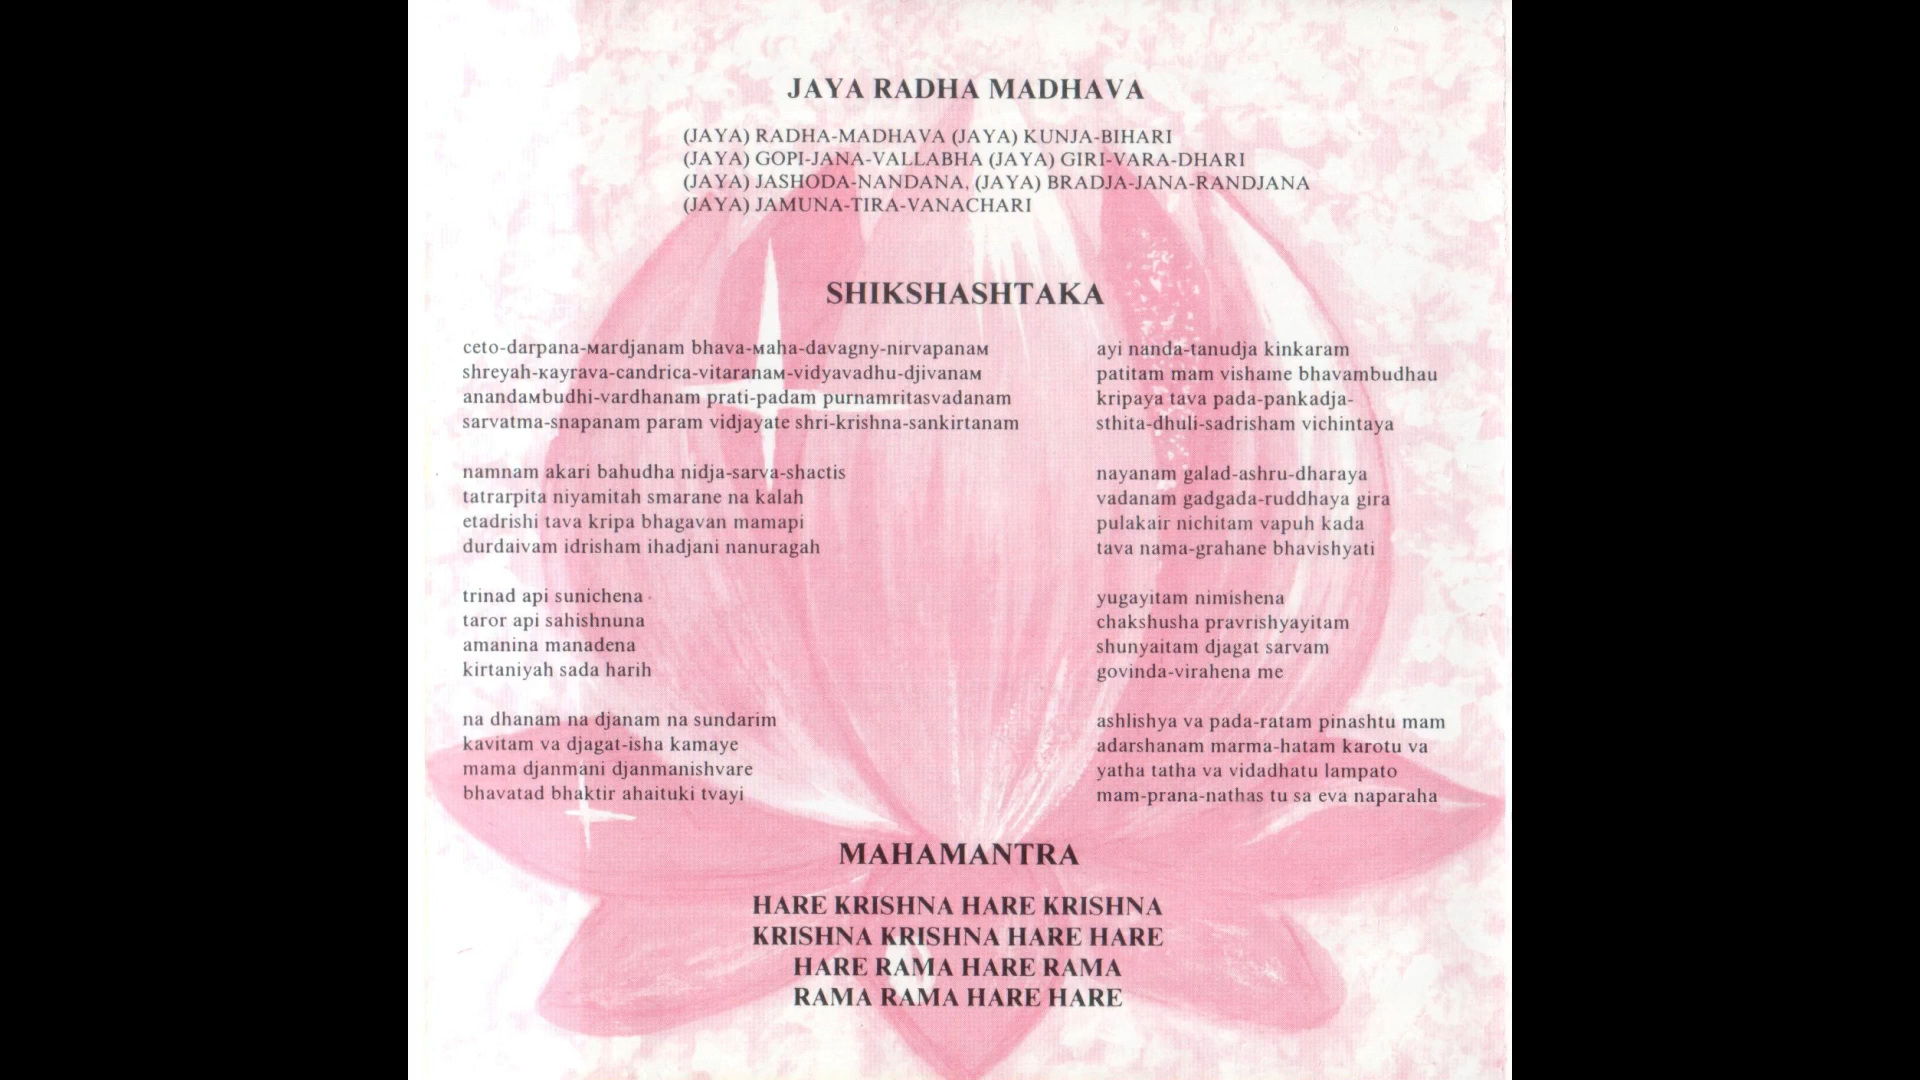 JAYA RADHA MADHAVA
(JAYA) RADHA-MADHAVA (JAYA) KUNJA-BIHARI
(JAYA) GOPI-JANA-VALLABHA (JAYA) GIRI-VARA-DHARI
(JAYA) JASHODA-NANDANA, (JAYA) BRADJA-JANA-RANDJANA
(JAYA) JAMUNA-TIRA-VANACHARI
SHIKSHASHTAKA
ceto-darpana-мardjanam bhava-мaha-davagny-nirvapanaм
shreyah-кayrava-candrica-vitaranaм-vidyavadhu-djivanaм
anandaмbudhi-vardhanam prati-padam purnamritasvadanam
sarvatma-snapanam param vidjayate shri-krishna-sankirtanam
namnam akari bahudha nidja-sarva-shactis
tatrarpita niyamitah smarane na kalah
etadrishi tava kripa bhagavan mamapi
durdaivam idrisham ihadjani nanuragah
trinad api sunichena
taror api sahishnuna
amanina manadena
kirtaniyah sada harih
na dhanam na djanam na sundarim
kavitam va djagat-isha kamaye
mama djanmani djanmanishvare
bhavatad bhaktir ahaituki tvayi
ayi nanda-tanudja kinkaram
patitam mam vishame bhavambudhau
kripaya tava pada-pankadja-
sthita-dhuli-sadrisham vichintaya
nayanam galad-ashru-dharaya
vadanam gadgada-ruddhaya gira
pulakair nichitam vapuh kada
tava nama-grahane bhavishyati
yugayitam nimishena
chakshusha pravrishyayitam
shunyaitam djagat sarvam
govinda-virahena me
ashlishya va pada-ratam pinashtu mam
adarshanam marma-hatam karotu va
yatha tatha va vidadhatu lampato
mam-prana-nathas tu sa eva naparaha
MAHAMANTRA
HARE KRISHNA HARE KRISHNA
KRISHNA KRISHNA HARE HARE
HARE RAMA HARE RAMA
RAMA RAMA HARE HARE